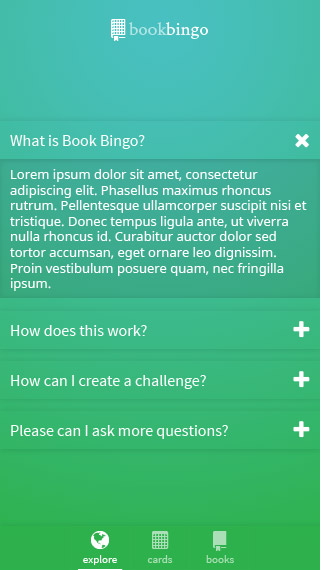 bookbingo
What is Book Bingo?
Lorem ipsum dolor sit amet, consectetur
adipiscing elit. Phasellus maximus rhoncus
rutrum. Pellentesque ullamcorper suscipit nisi et
tristique. Donec tempus ligula ante, ut viverra
nulla rhoncus id. Curabitur auctor dolor sed
tortor accumsan, eget ornare leo dignissim.
Proin vestibulum posuere quam, nec fringilla
ipsum.
How does this work?
How can I create a challenge?
Please can I ask more questions?
explore cards books